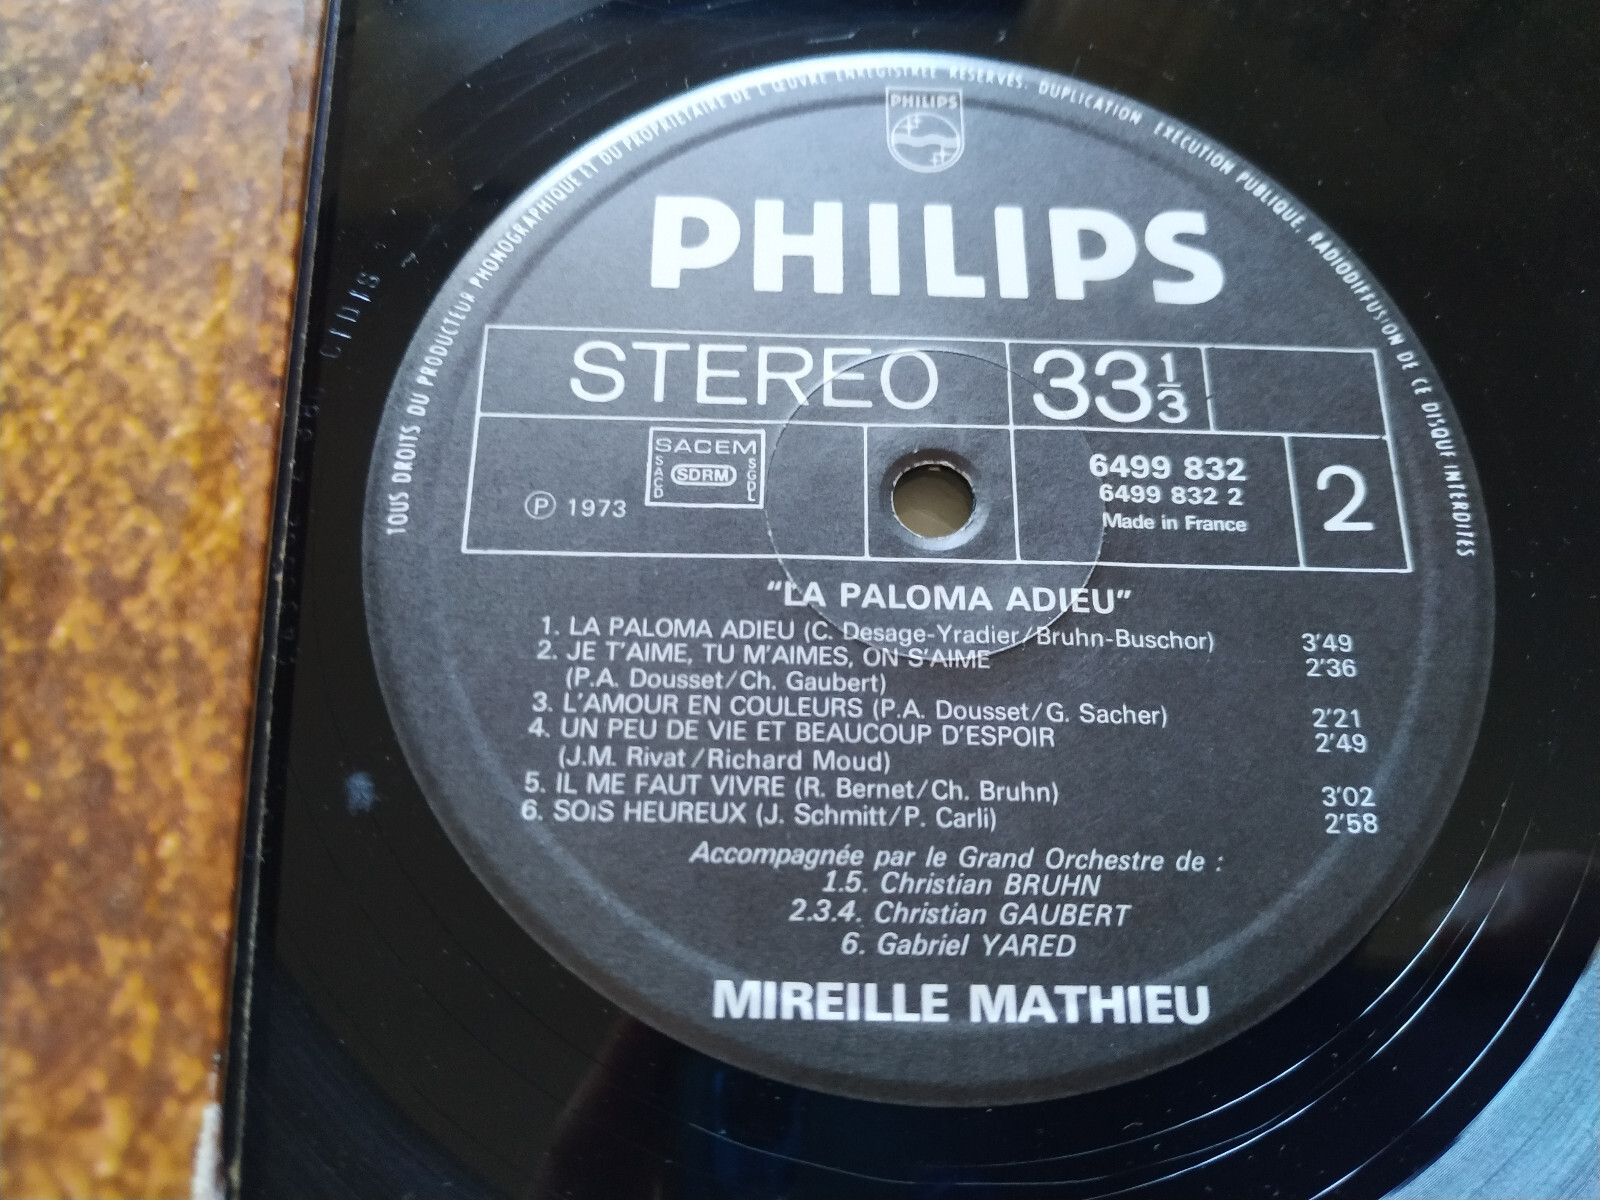 TOUS DROITS DU PRODUCTEUR PHONOGRAPHIQUE ET DU PROPRIÉTAIRE DE L'ŒUVRE ENREGISTRÉE RÉSERVÉS. DUPLICATION EXÉCUTION PUBLIQUE, RADIODIFFUSION DE CE DISQUE INTERDITES
PHILIPS
PHILIPS
STEREO 33 1/3
SACEM
SACD SDRM SGDL
℗ 1973
6499 832
6499 832 2
Made in France
2
"LA PALOMA ADIEU"
1. LA PALOMA ADIEU (C. Desage-Yradier/Bruhn-Buschor) 3'49
2. JE T'AIME, TU M'AIMES, ON S'AIME 2'36
(P.A. Dousset/Ch. Gaubert)
3. L'AMOUR EN COULEURS (P.A. Dousset/G. Sacher) 2'21
4. UN PEU DE VIE ET BEAUCOUP D'ESPOIR 2'49
(J.M. Rivat/Richard Moud)
5. IL ME FAUT VIVRE (R. Bernet/Ch. Bruhn) 3'02
6. SOiS HEUREUX (J. Schmitt/P. Carli) 2'58
Accompagnée par le Grand Orchestre de :
1.5. Christian BRUHN
2.3.4. Christian GAUBERT
6. Gabriel YARED
MIREILLE MATHIEU